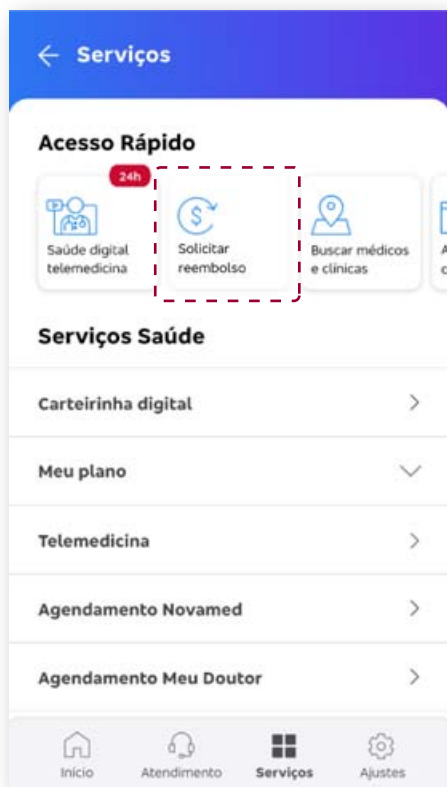 Serviços
Acesso Rápido
24h
Saúde digital
telemedicina
Solicitar
reembolso
Buscar médicos
e clínicas
Serviços Saúde
Carteirinha digital
Meu plano
Telemedicina
Agendamento Novamed
Agendamento Meu Doutor
Início
Atendimento
Serviços
Ajustes